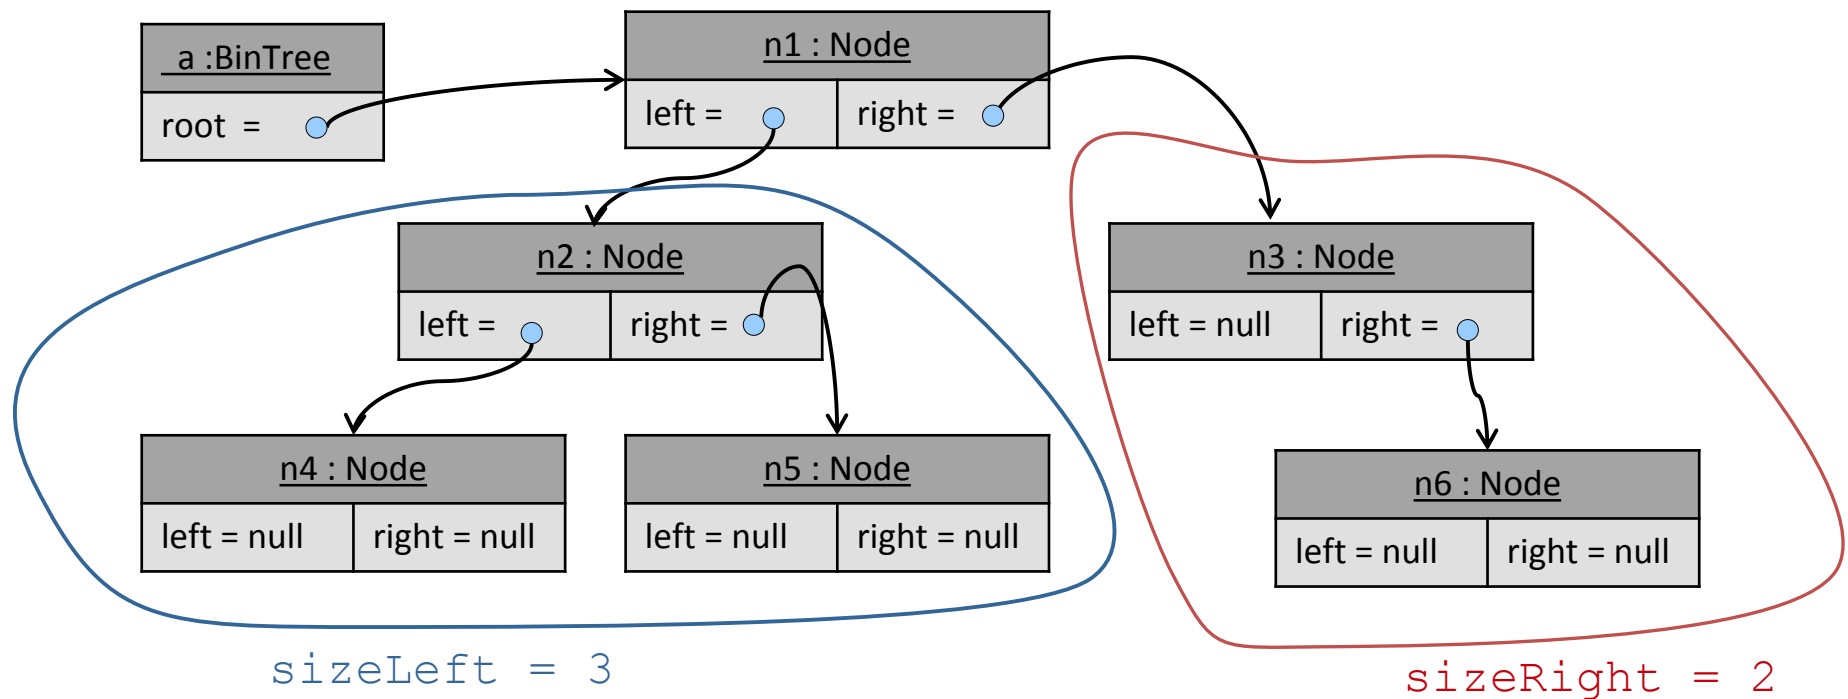 a :BinTree
root =
n1 : Node
left =
right =
n2 : Node
left =
right =
n3 : Node
left = null
right =
n4 : Node
left = null
right = null
n5 : Node
left = null
right = null
n6 : Node
left = null
right = null
sizeLeft = 3
sizeRight = 2